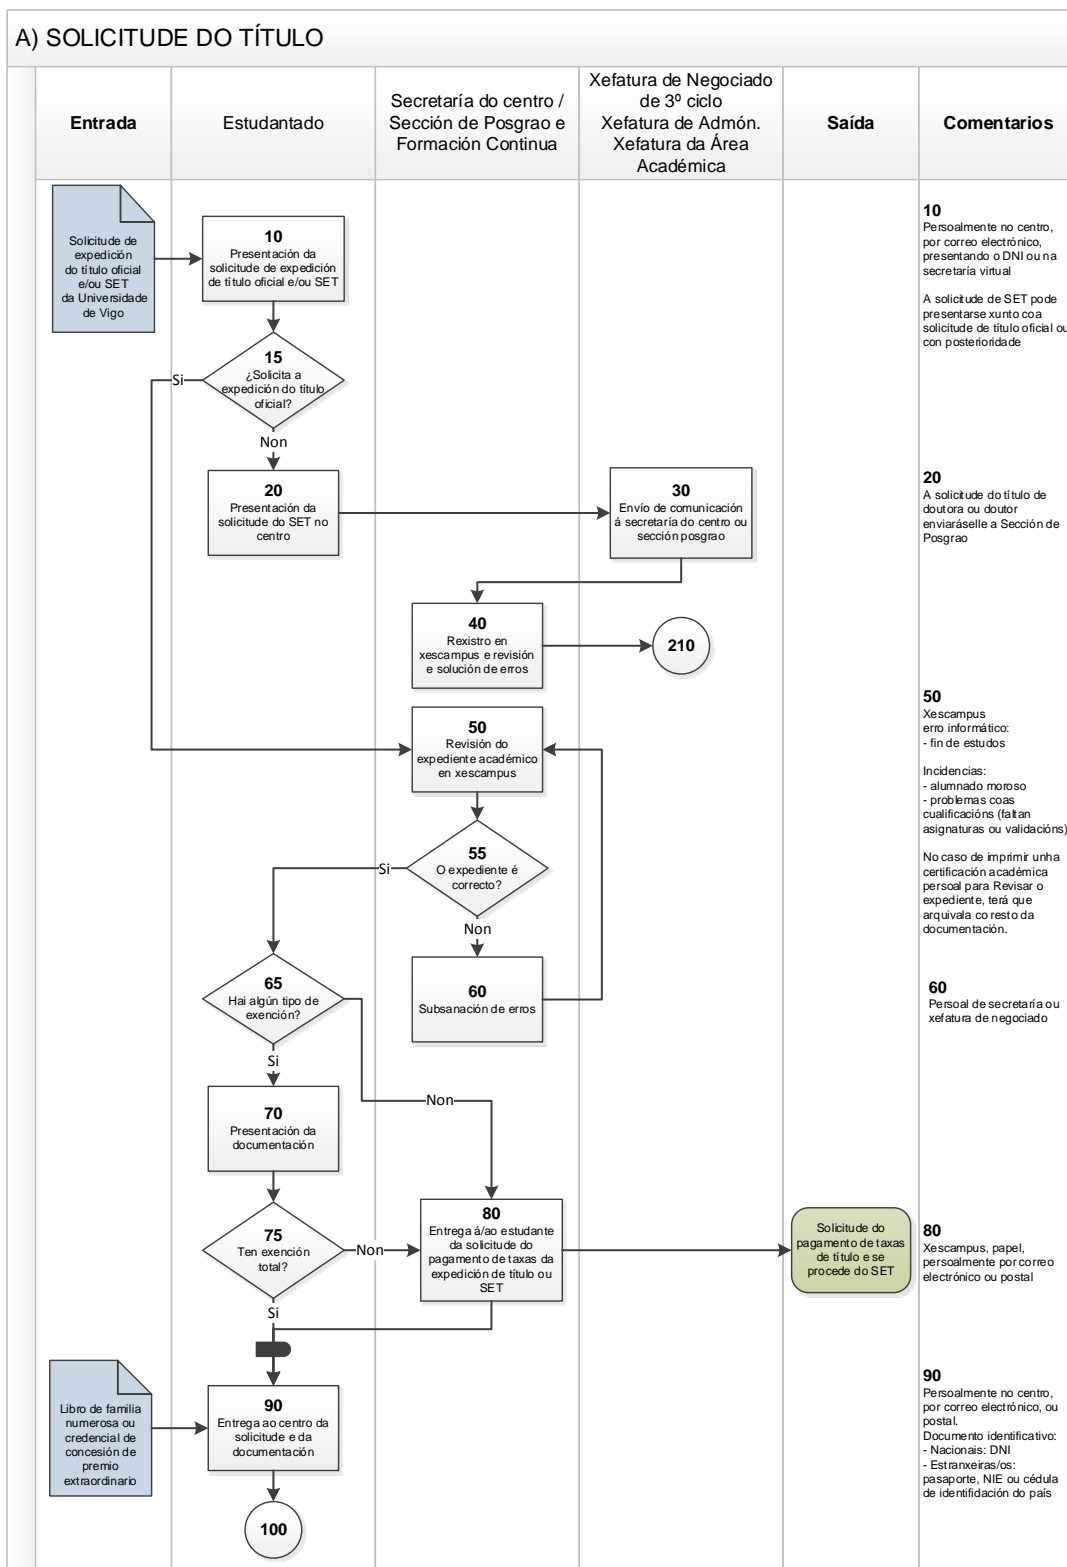 A) SOLICITUDE DO TÍTULO
Entrada
Estudantado
Secretaría do centro /
Sección de Posgrao e
Formación Continua
Xefatura de Negociado
de 3º ciclo
Xefatura de Admón.
Xefatura da Área
Académica
Saída
Comentarios
Solicitude de
expedición
do título oficial
e/ou SET
da Universidade
de Vigo
10
Presentación da
solicitude de expedición
de título oficial e/ou SET
10
Persoalmente no centro,
por correo electrónico,
presentando o DNI ou na
secretaría virtual
A solicitude de SET pode
presentarse xunto coa
solicitude de título oficial ou
con posterioridade
15
¿Solicita a
expedición do título
oficial?
Si
Non
20
Presentación da
solicitude do SET no
centro
30
Envío de comunicación
á secretaría do centro ou
sección posgrao
20
A solicitude do título de
doutora ou doutor
enviaráselle a Sección de
Posgrao
40
Rexistro en
xescampus e revisión
e solución de erros
210
50
Revisión do
expediente académico
en xescampus
50
Xescampus
erro informático:
- fin de estudos
Incidencias:
- alumnado moroso
- problemas coas
cualificacións (faltan
asignaturas ou validacións)
No caso de imprimir unha
certificación académica
persoal para Revisar o
expediente, terá que
arquivala co resto da
documentación.
55
O expediente é
correcto?
Si
Non
60
Subsanación de erros
60
Persoal de secretaría ou
xefatura de negociado
65
Hai algún tipo de
exención?
Si
Non
70
Presentación da
documentación
75
Ten exención
total?
Non
Si
80
Entrega á/ao estudante
da solicitude do
pagamento de taxas da
expedición de título ou
SET
Solicitude do
pagamento de taxas
de título e se
procede do SET
80
Xescampus, papel,
persoalmente por correo
electrónico ou postal
Libro de familia
numerosa ou
credencial de
concesión de
premio
extraordinario
90
Entrega ao centro da
solicitude e da
documentación
90
Persoalmente no centro,
por correo electrónico, ou
postal.
Documento identificativo:
- Nacionais: DNI
- Estranxeiras/os:
pasaporte, NIE ou cédula
de identifidación do país
100